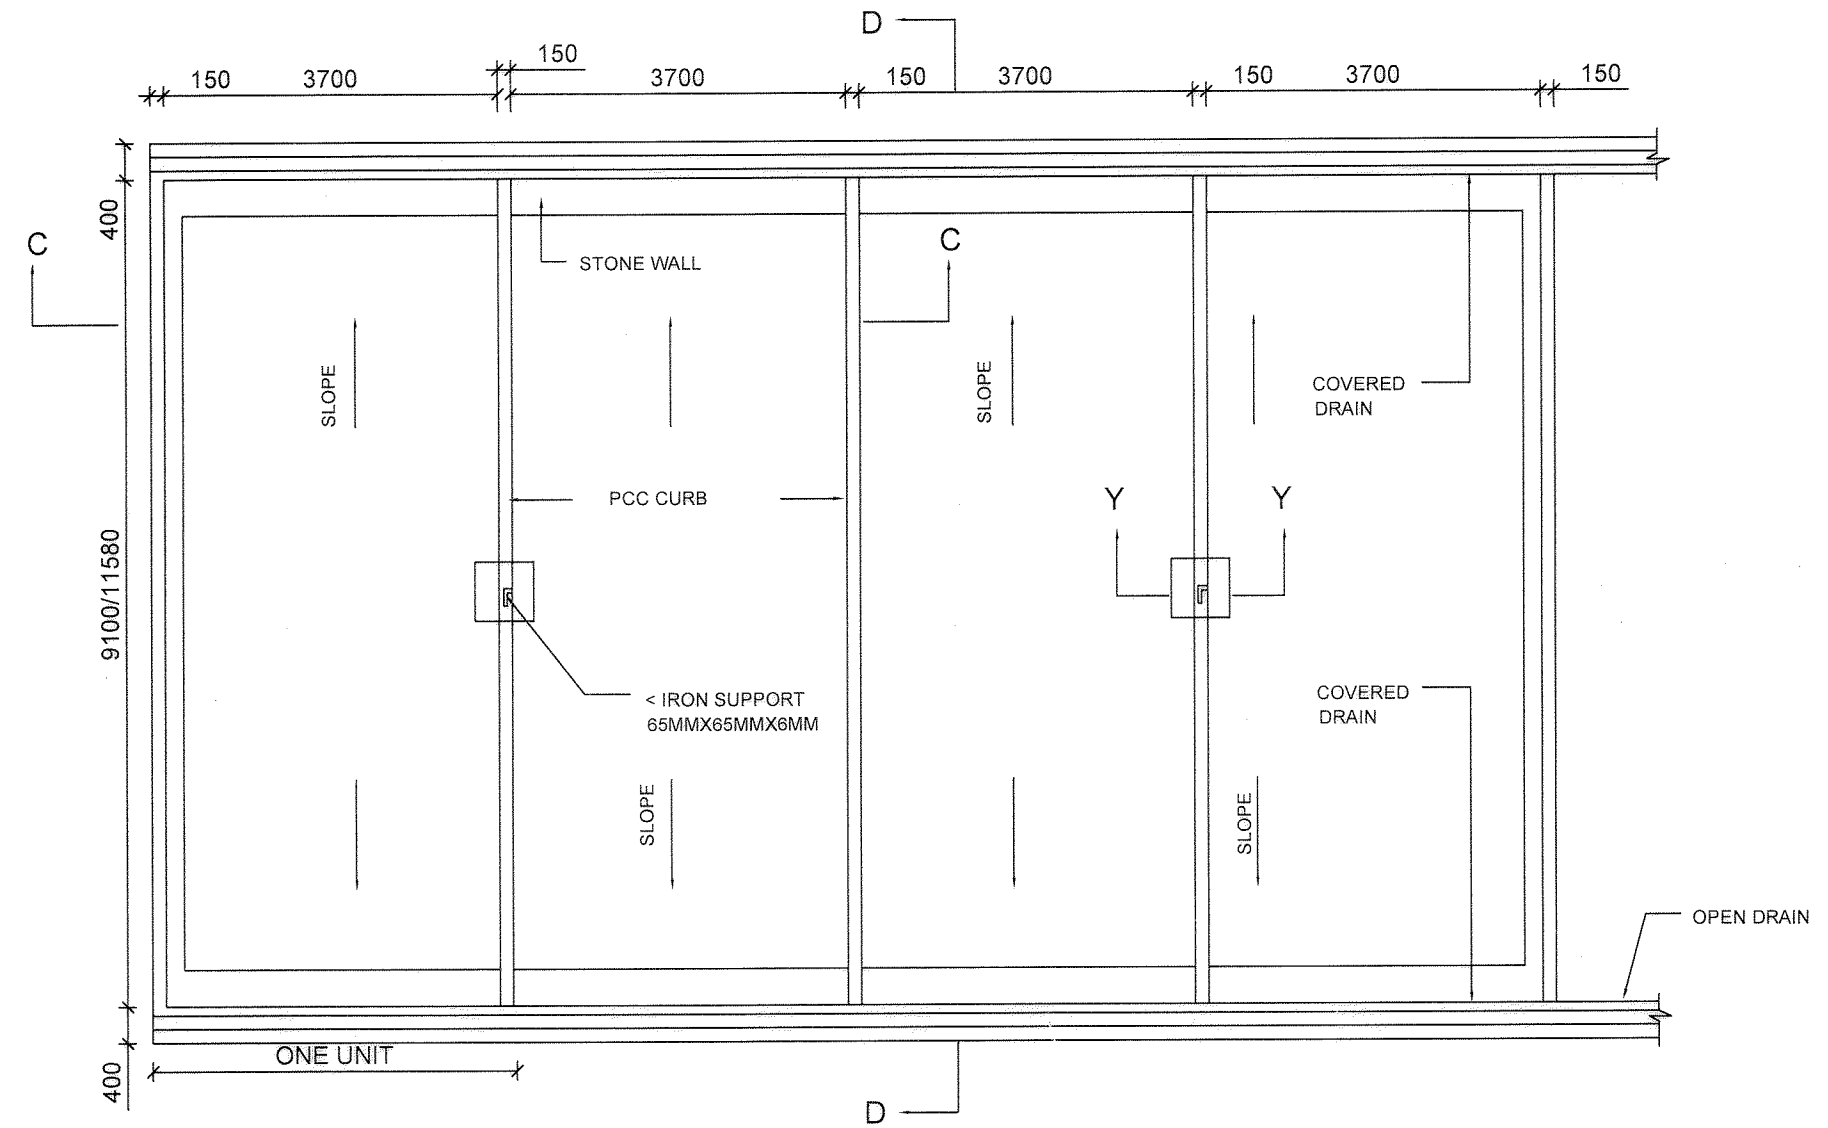 D
150
150 3700 3700 150 3700 150 3700 150
400
C
C
STONE WALL
SLOPE
SLOPE
COVERED
DRAIN
PCC CURB
Y
Y
9100/11580
< IRON SUPPORT
65MMX65MMX6MM
COVERED
DRAIN
SLOPE
SLOPE
OPEN DRAIN
ONE UNIT
400
D